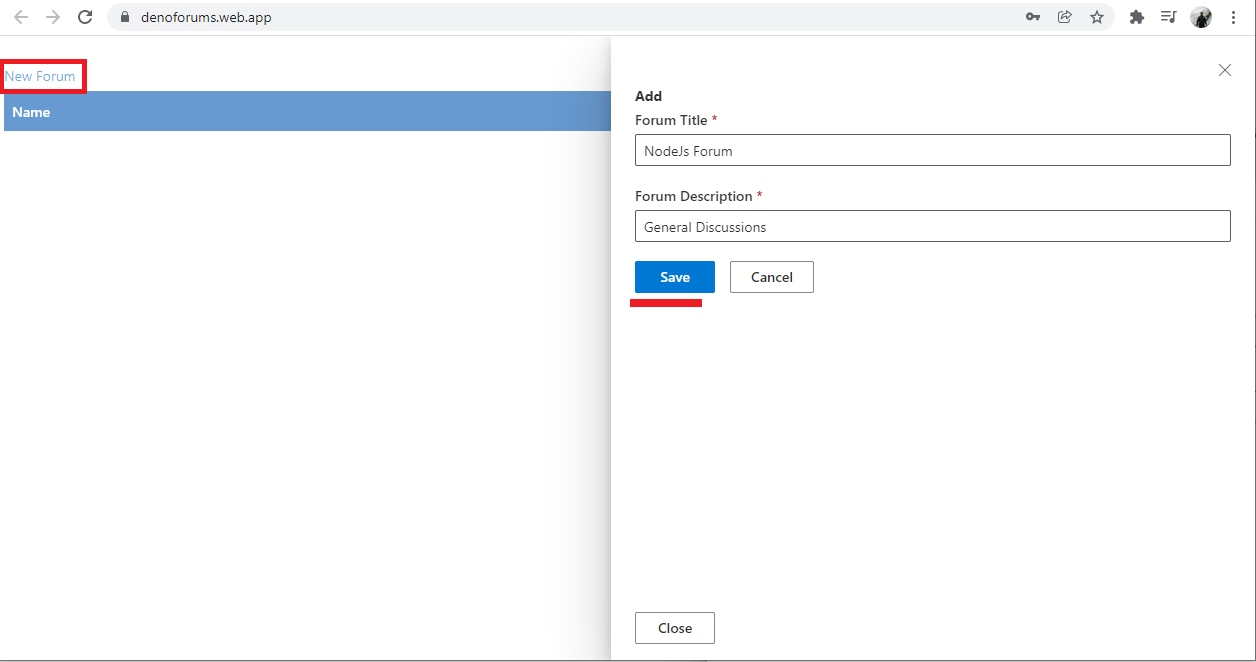 denoforums.web.app
New Forum
Name
Add
Forum Title *
NodeJs Forum
Forum Description *
General Discussions
Save Cancel
Close